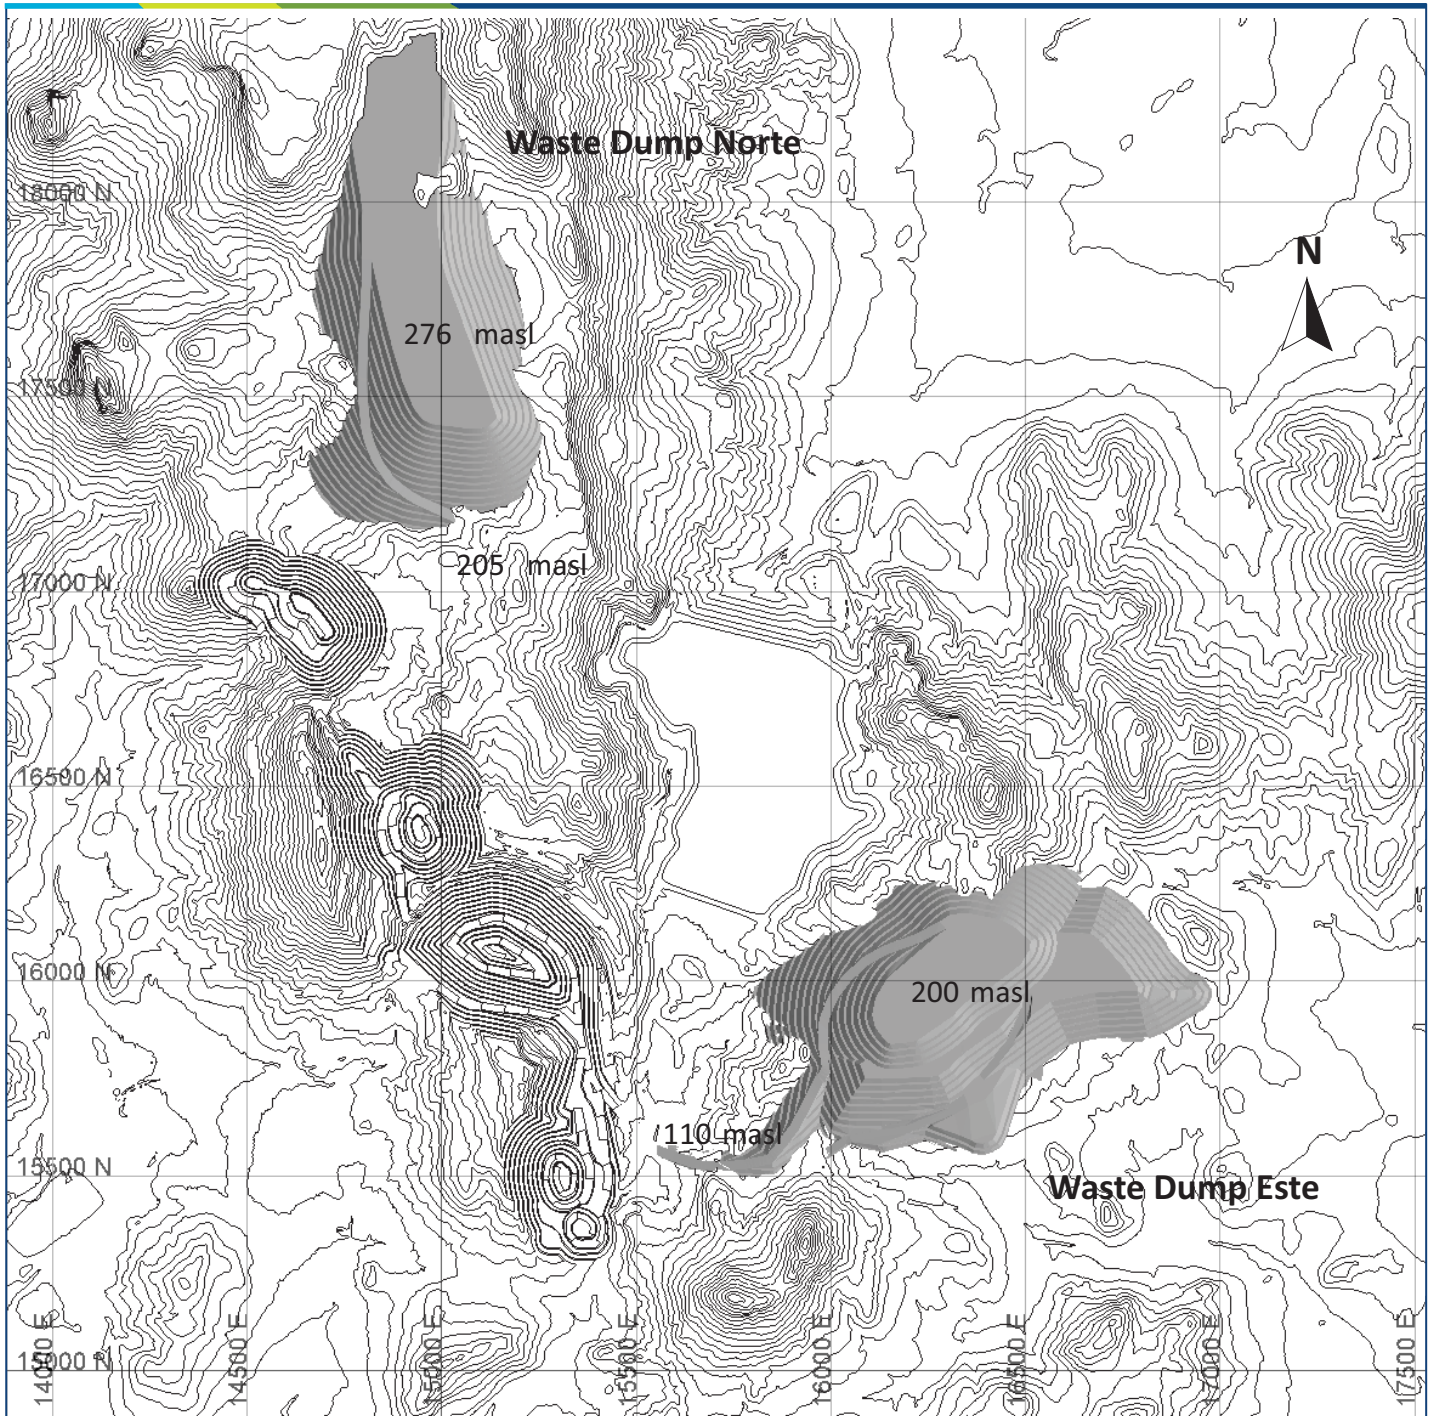 Waste Dump Norte
18000 N
N
276 masl
17500 N
205 masl
17000 N
16500 N
16000 N
200 masl
110 masl
15500 N
Waste Dump Este
15000 N
14000 E
14500 E
15000 E
15500 E
16000 E
16500 E
17000 E
17500 E